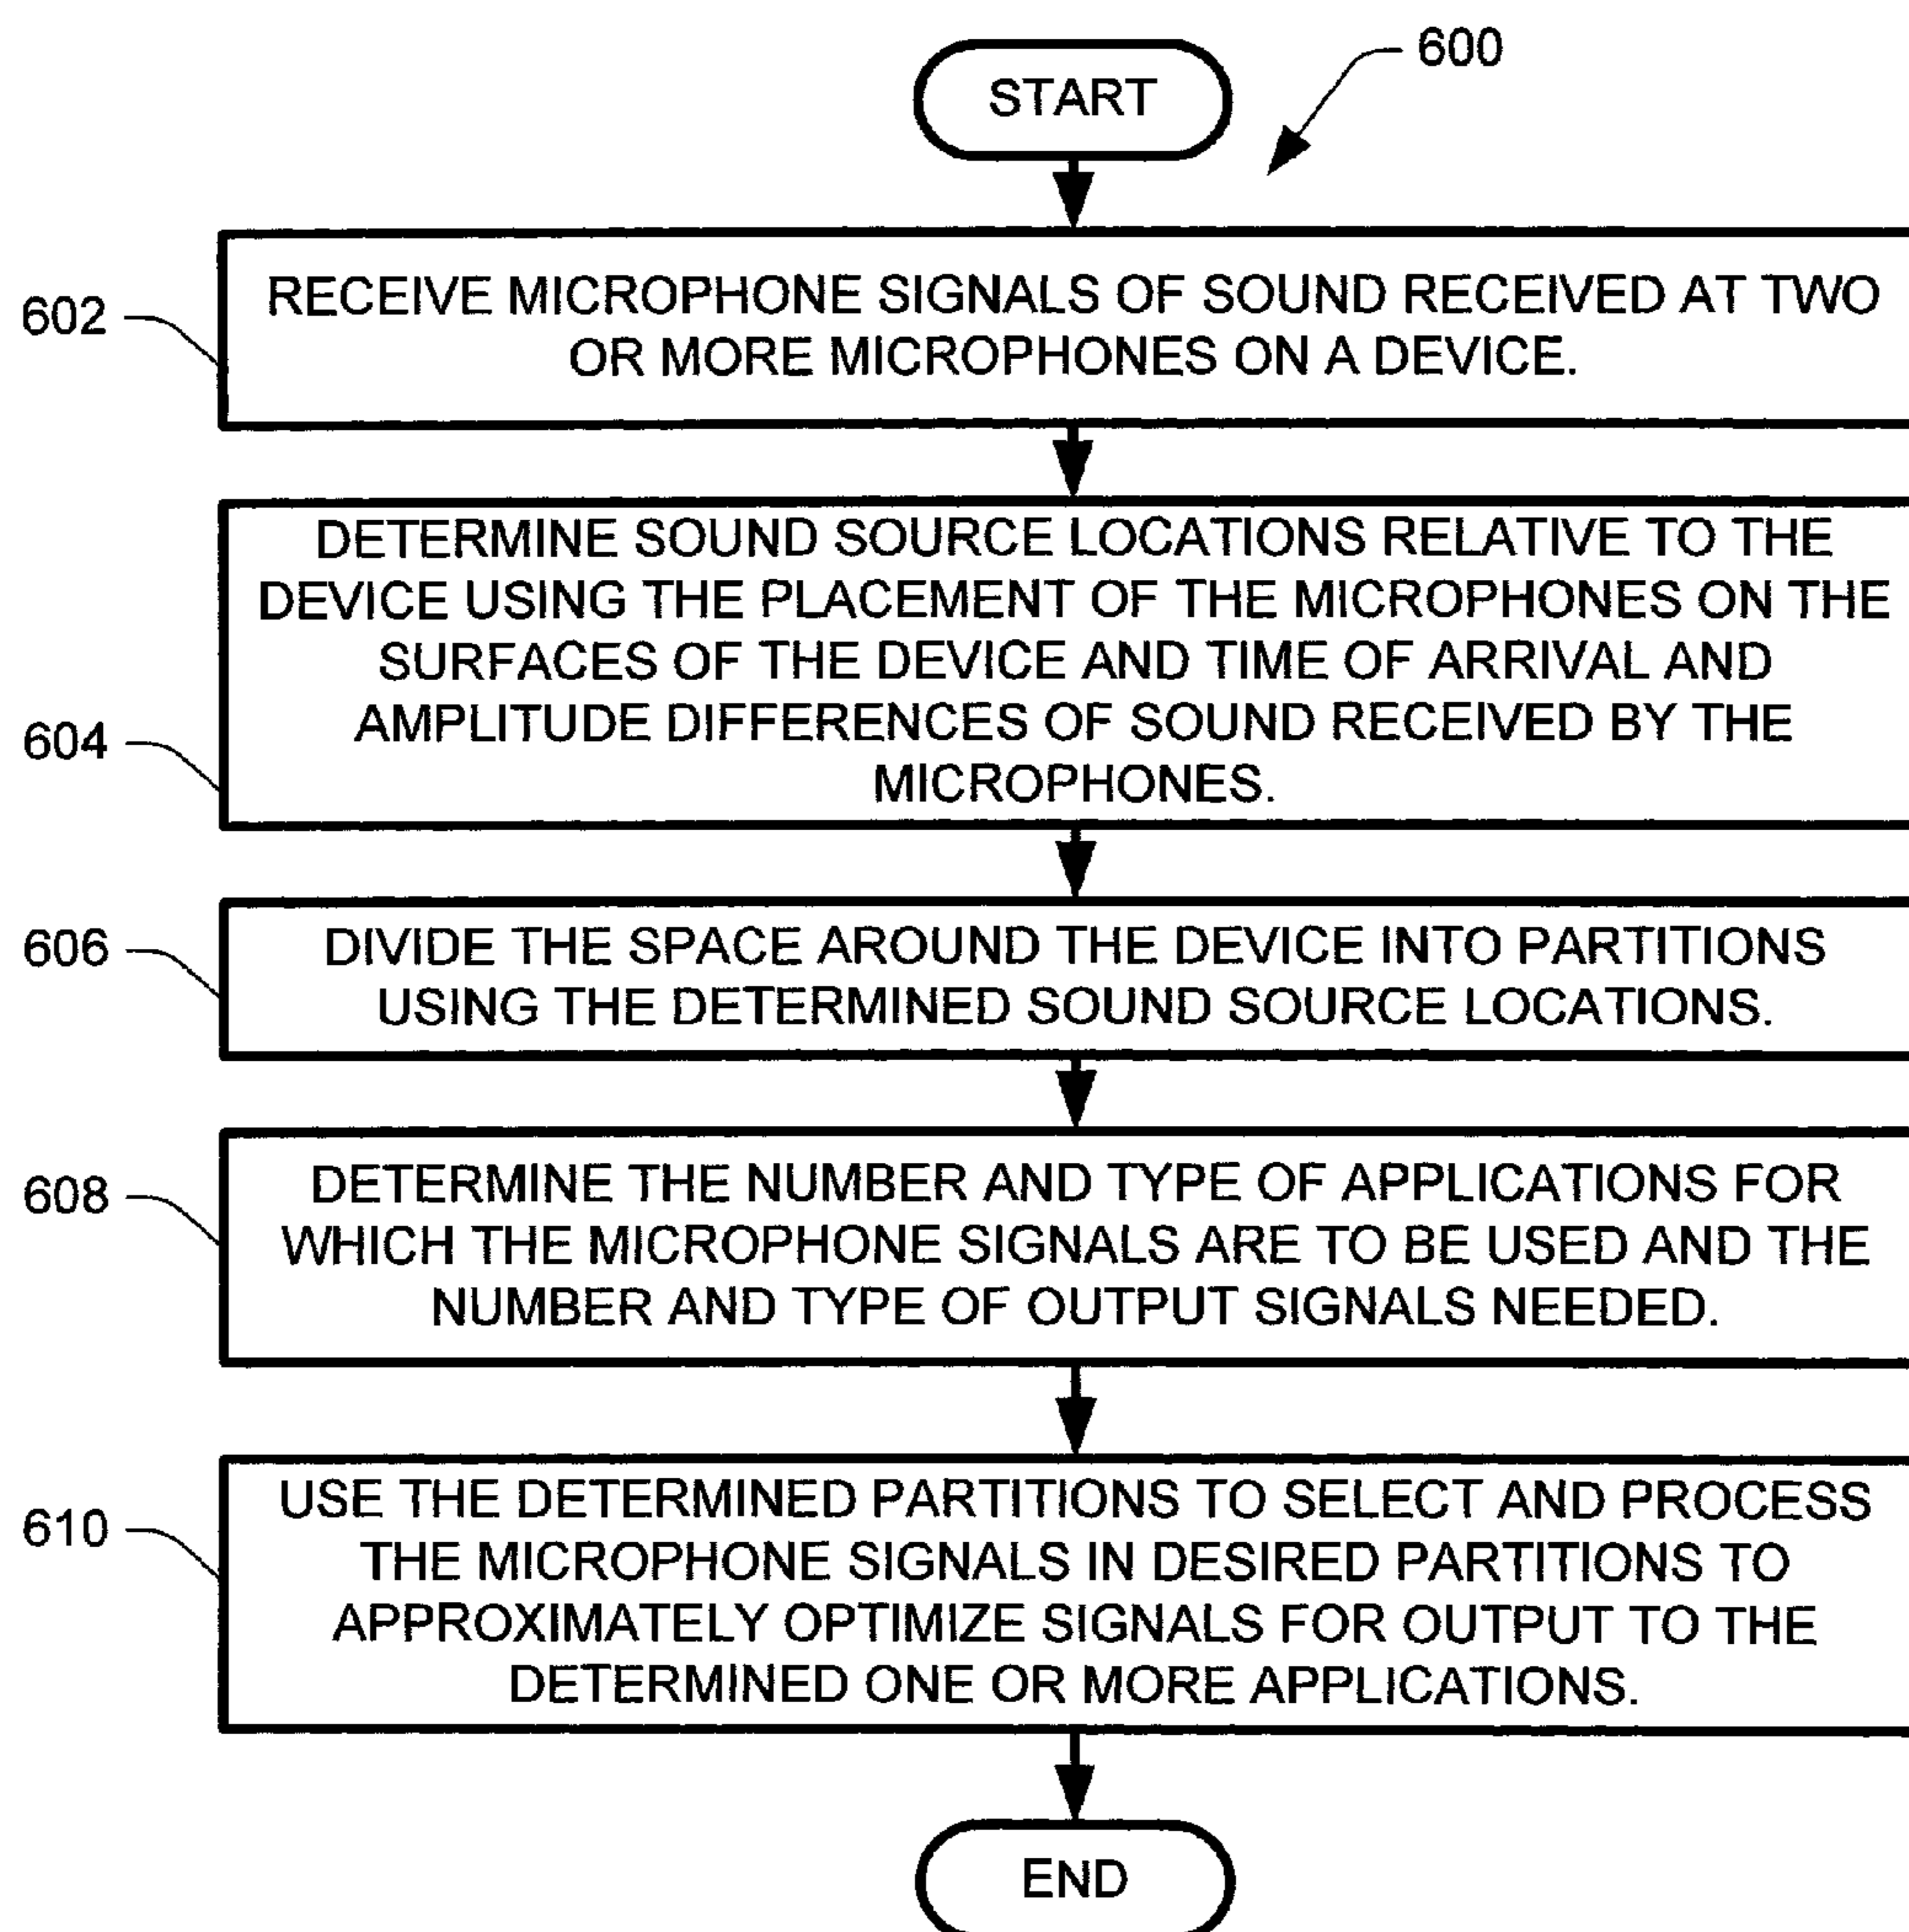 START
600
602
RECEIVE MICROPHONE SIGNALS OF SOUND RECEIVED AT TWO
OR MORE MICROPHONES ON A DEVICE.
604
DETERMINE SOUND SOURCE LOCATIONS RELATIVE TO THE
DEVICE USING THE PLACEMENT OF THE MICROPHONES ON THE
SURFACES OF THE DEVICE AND TIME OF ARRIVAL AND
AMPLITUDE DIFFERENCES OF SOUND RECEIVED BY THE
MICROPHONES.
606
DIVIDE THE SPACE AROUND THE DEVICE INTO PARTITIONS
USING THE DETERMINED SOUND SOURCE LOCATIONS.
608
DETERMINE THE NUMBER AND TYPE OF APPLICATIONS FOR
WHICH THE MICROPHONE SIGNALS ARE TO BE USED AND THE
NUMBER AND TYPE OF OUTPUT SIGNALS NEEDED.
610
USE THE DETERMINED PARTITIONS TO SELECT AND PROCESS
THE MICROPHONE SIGNALS IN DESIRED PARTITIONS TO
APPROXIMATELY OPTIMIZE SIGNALS FOR OUTPUT TO THE
DETERMINED ONE OR MORE APPLICATIONS.
END